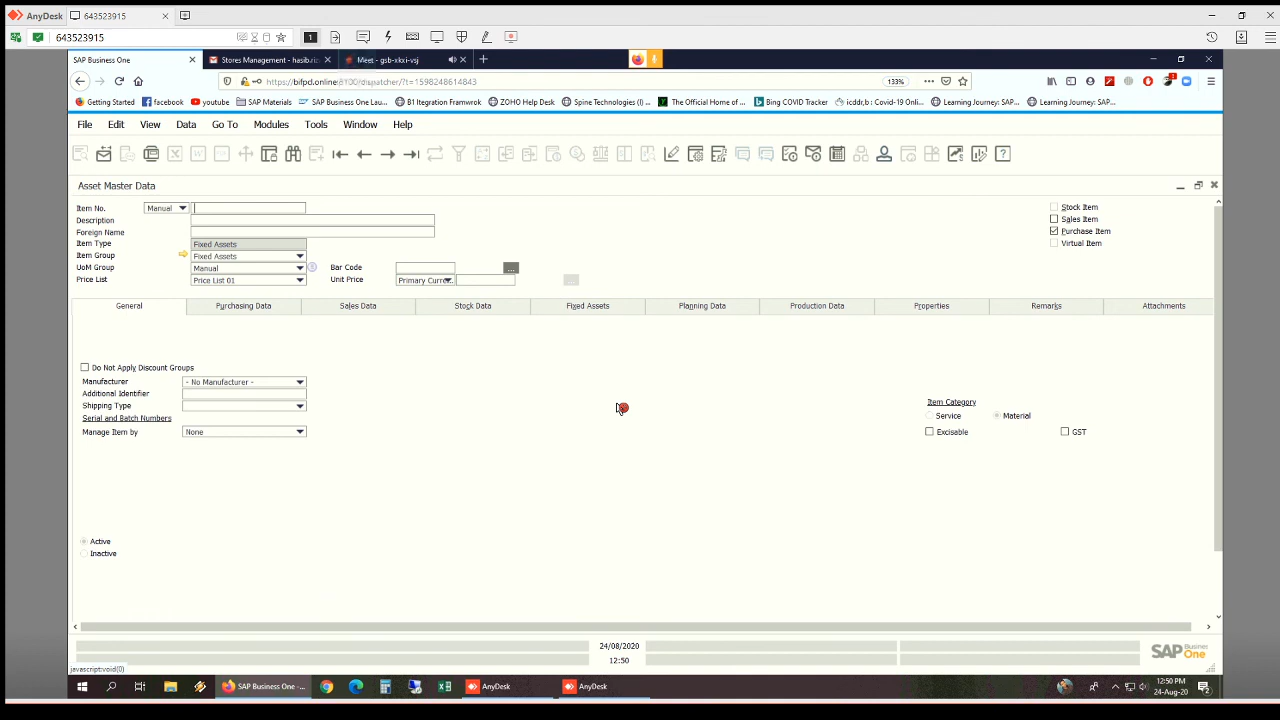 AnyDesk 643523915
643523915
1
SAP Business One
Stores Management - hasib.ris
Meet - gsb-xkxi-vsj
https://bifpd.online:8100/dispatcher/?t=1598248614843
133%
Getting Started facebook youtube SAP Materials SAP Business One Lau... B1 ITegration Framwrok ZOHO Help Desk Spine Technologies (I... The Official Home of ... Bing COVID Tracker icddr,b : Covid-19 Onli... Learning Journey: SAP... Learning Journey: SAP...
File Edit View Data Go To Modules Tools Window Help
Asset Master Data
Item No. Manual
Description
Foreign Name
Item Type Fixed Assets
Item Group Fixed Assets
UoM Group Manual Bar Code ...
Price List Price List 01 Unit Price Primary Curre...
Stock Item
Sales Item
Purchase Item
Virtual Item
General Purchasing Data Sales Data Stock Data Fixed Assets Planning Data Production Data Properties Remarks Attachments
Do Not Apply Discount Groups
Manufacturer - No Manufacturer -
Additional Identifier
Shipping Type
Serial and Batch Numbers
Manage Item by None
Item Category
Service Material
Excisable GST
Active
Inactive
24/08/2020
12:50
SAP Business One
javascript:void(0)
SAP Business One -... AnyDesk AnyDesk
12:50 PM
24-Aug-20
2